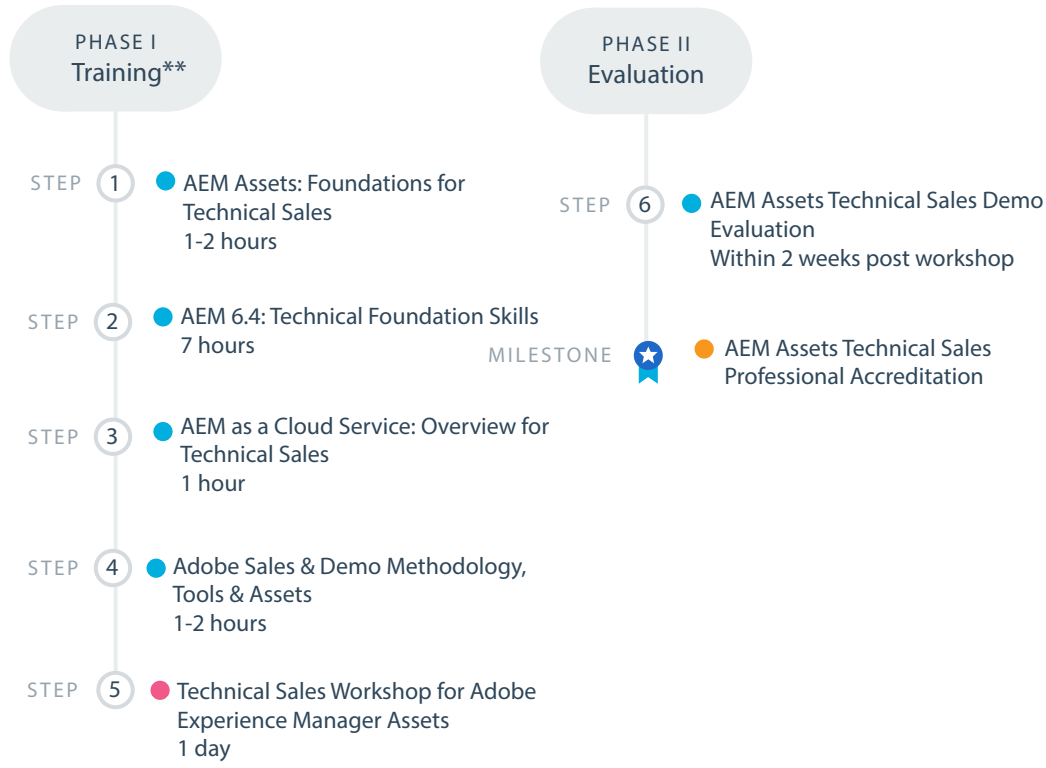 PHASE I
Training**
STEP 1
AEM Assets: Foundations for
Technical Sales
1-2 hours
STEP 2
AEM 6.4: Technical Foundation Skills
7 hours
STEP 3
AEM as a Cloud Service: Overview for
Technical Sales
1 hour
STEP 4
Adobe Sales & Demo Methodology,
Tools & Assets
1-2 hours
STEP 5
Technical Sales Workshop for Adobe
Experience Manager Assets
1 day
PHASE II
Evaluation
STEP 6
AEM Assets Technical Sales Demo
Evaluation
Within 2 weeks post workshop
MILESTONE
AEM Assets Technical Sales
Professional Accreditation